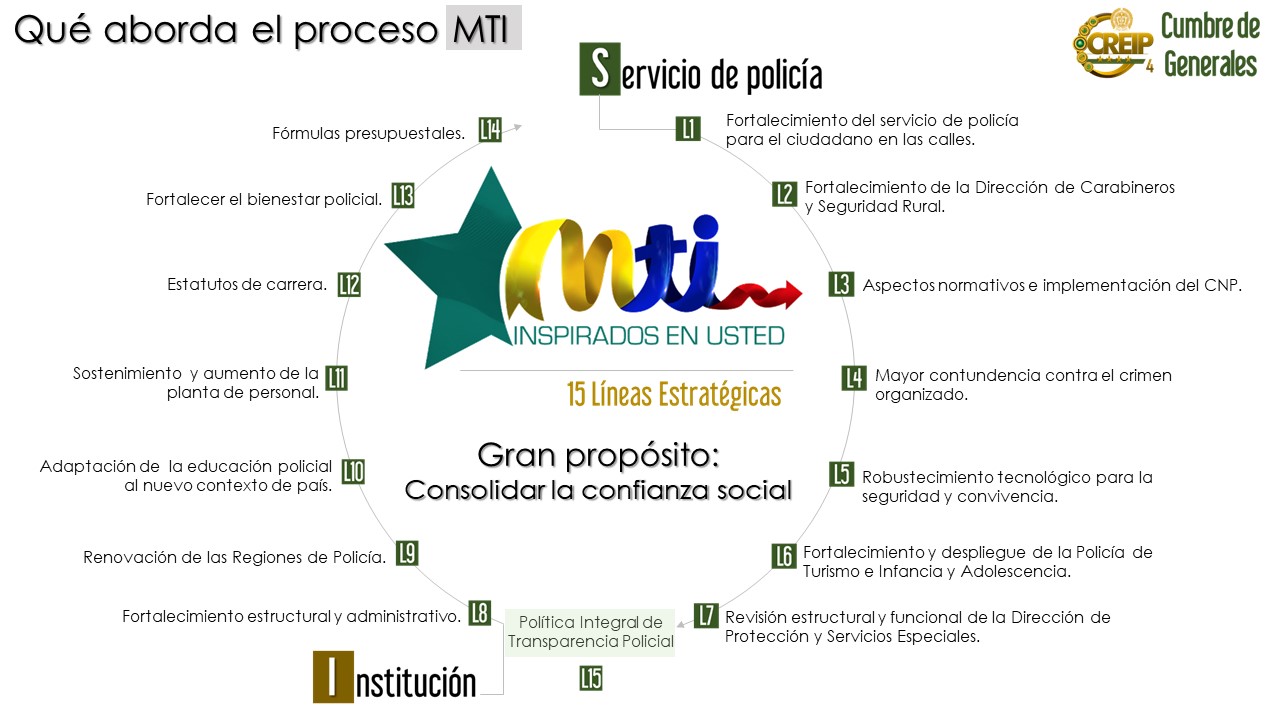 Qué aborda el proceso MTI
CREIP
4
Cumbre de
Generales
Servicio de policía
L1
Fortalecimiento del servicio de policía
para el ciudadano en las calles.
L2
Fortalecimiento de la Dirección de Carabineros
y Seguridad Rural.
L3
Aspectos normativos e implementación del CNP.
L4
Mayor contundencia contra el crimen
organizado.
L5
Robustecimiento tecnológico para la
seguridad y convivencia.
L6
Fortalecimiento y despliegue de la Policía de
Turismo e Infancia y Adolescencia.
L7
Revisión estructural y funcional de la Dirección de
Protección y Servicios Especiales.
Institución
L8
Fortalecimiento estructural y administrativo.
L9
Renovación de las Regiones de Policía.
L10
Adaptación de la educación policial
al nuevo contexto de país.
L11
Sostenimiento y aumento de la
planta de personal.
L12
Estatutos de carrera.
L13
Fortalecer el bienestar policial.
L14
Fórmulas presupuestales.
Política Integral de
Transparencia Policial
L15
mti
INSPIRADOS EN USTED
15 Líneas Estratégicas
Gran propósito:
Consolidar la confianza social